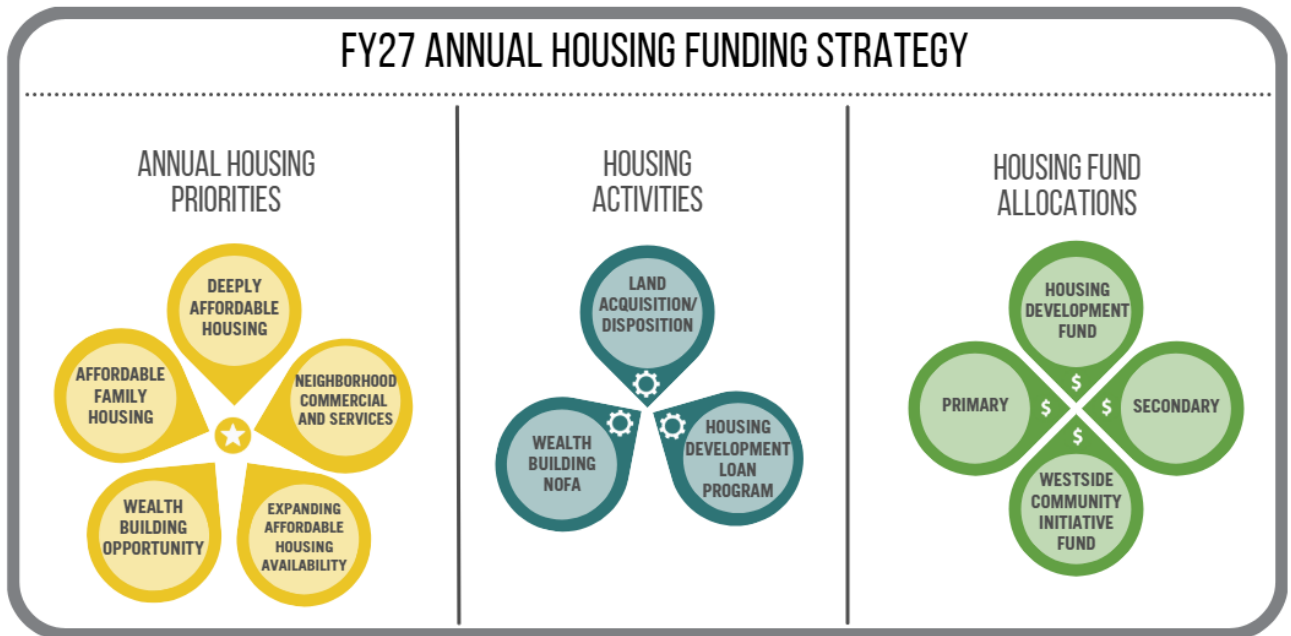 FY27 ANNUAL HOUSING FUNDING STRATEGY
ANNUAL HOUSING
PRIORITIES
DEEPLY
AFFORDABLE
HOUSING
AFFORDABLE
FAMILY
HOUSING
NEIGHBORHOOD
COMMERCIAL
AND SERVICES
WEALTH
BUILDING
OPPORTUNITY
EXPANDING
AFFORDABLE
HOUSING
AVAILABILITY
HOUSING
ACTIVITIES
LAND
ACQUISITION/
DISPOSITION
WEALTH
BUILDING
NOFA
HOUSING
DEVELOPMENT
LOAN
PROGRAM
HOUSING FUND
ALLOCATIONS
HOUSING
DEVELOPMENT
FUND
$
PRIMARY
$
$
SECONDARY
$
WESTSIDE
COMMUNITY
INITIATIVE
FUND